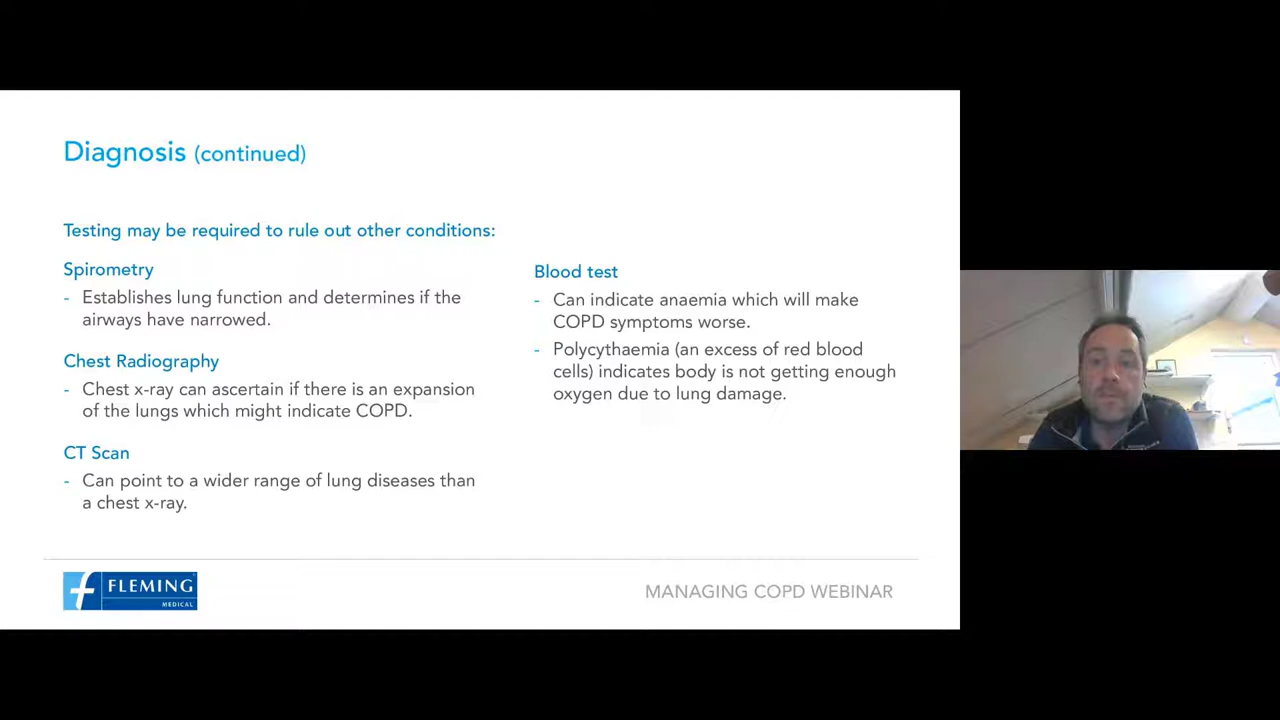 Diagnosis (continued)
Testing may be required to rule out other conditions:
Spirometry
- Establishes lung function and determines if the
airways have narrowed.
Chest Radiography
- Chest x-ray can ascertain if there is an expansion
of the lungs which might indicate COPD.
CT Scan
- Can point to a wider range of lung diseases than
a chest x-ray.
Blood test
- Can indicate anaemia which will make
COPD symptoms worse.
- Polycythaemia (an excess of red blood
cells) indicates body is not getting enough
oxygen due to lung damage.
FLEMING
MEDICAL
MANAGING COPD WEBINAR